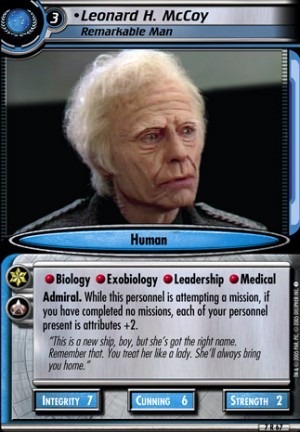 3
•Leonard H. McCoy
Remarkable Man
Human
Biology Exobiology Leadership Medical
Admiral. While this personnel is attempting a mission, if
you have completed no missions, each of your personnel
present is attributes +2.
"This is a new ship, boy, but she's got the right name.
Remember that. You treat her like a lady. She'll always bring
you home."
INTEGRITY 7 CUNNING 6 STRENGTH 2
7 R 67